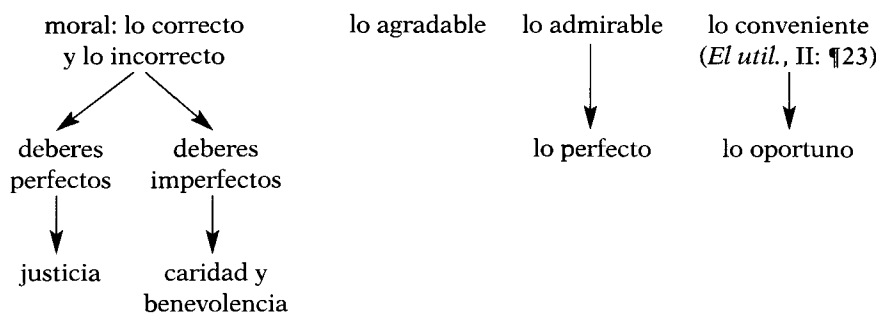 moral: lo correcto
y lo incorrecto
lo agradable
lo admirable
lo conveniente
(El util., II: ¶23)
deberes
perfectos
deberes
imperfectos
lo perfecto
lo oportuno
justicia
caridad y
benevolencia